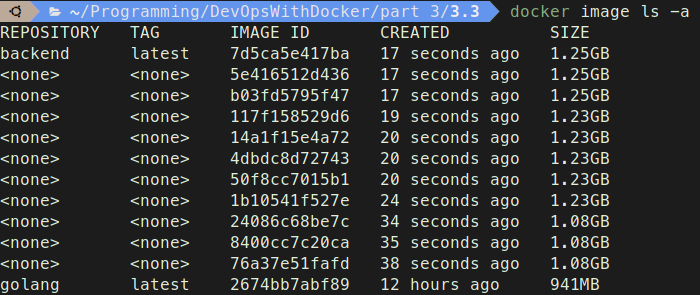 ~/Programming/DevOpsWithDocker/part 3/3.3 docker image ls -a
REPOSITORY TAG IMAGE ID CREATED SIZE
backend latest 7d5ca5e417ba 17 seconds ago 1.25GB
<none> <none> 5e416512d436 17 seconds ago 1.25GB
<none> <none> b03fd5795f47 17 seconds ago 1.25GB
<none> <none> 117f158529d6 19 seconds ago 1.23GB
<none> <none> 14a1f15e4a72 20 seconds ago 1.23GB
<none> <none> 4dbdc8d72743 20 seconds ago 1.23GB
<none> <none> 50f8cc7015b1 20 seconds ago 1.23GB
<none> <none> 1b10541f527e 24 seconds ago 1.23GB
<none> <none> 24086c68be7c 34 seconds ago 1.08GB
<none> <none> 8400cc7c20ca 35 seconds ago 1.08GB
<none> <none> 76a37e51fafd 38 seconds ago 1.08GB
golang latest 2674bb7abf89 12 hours ago 941MB